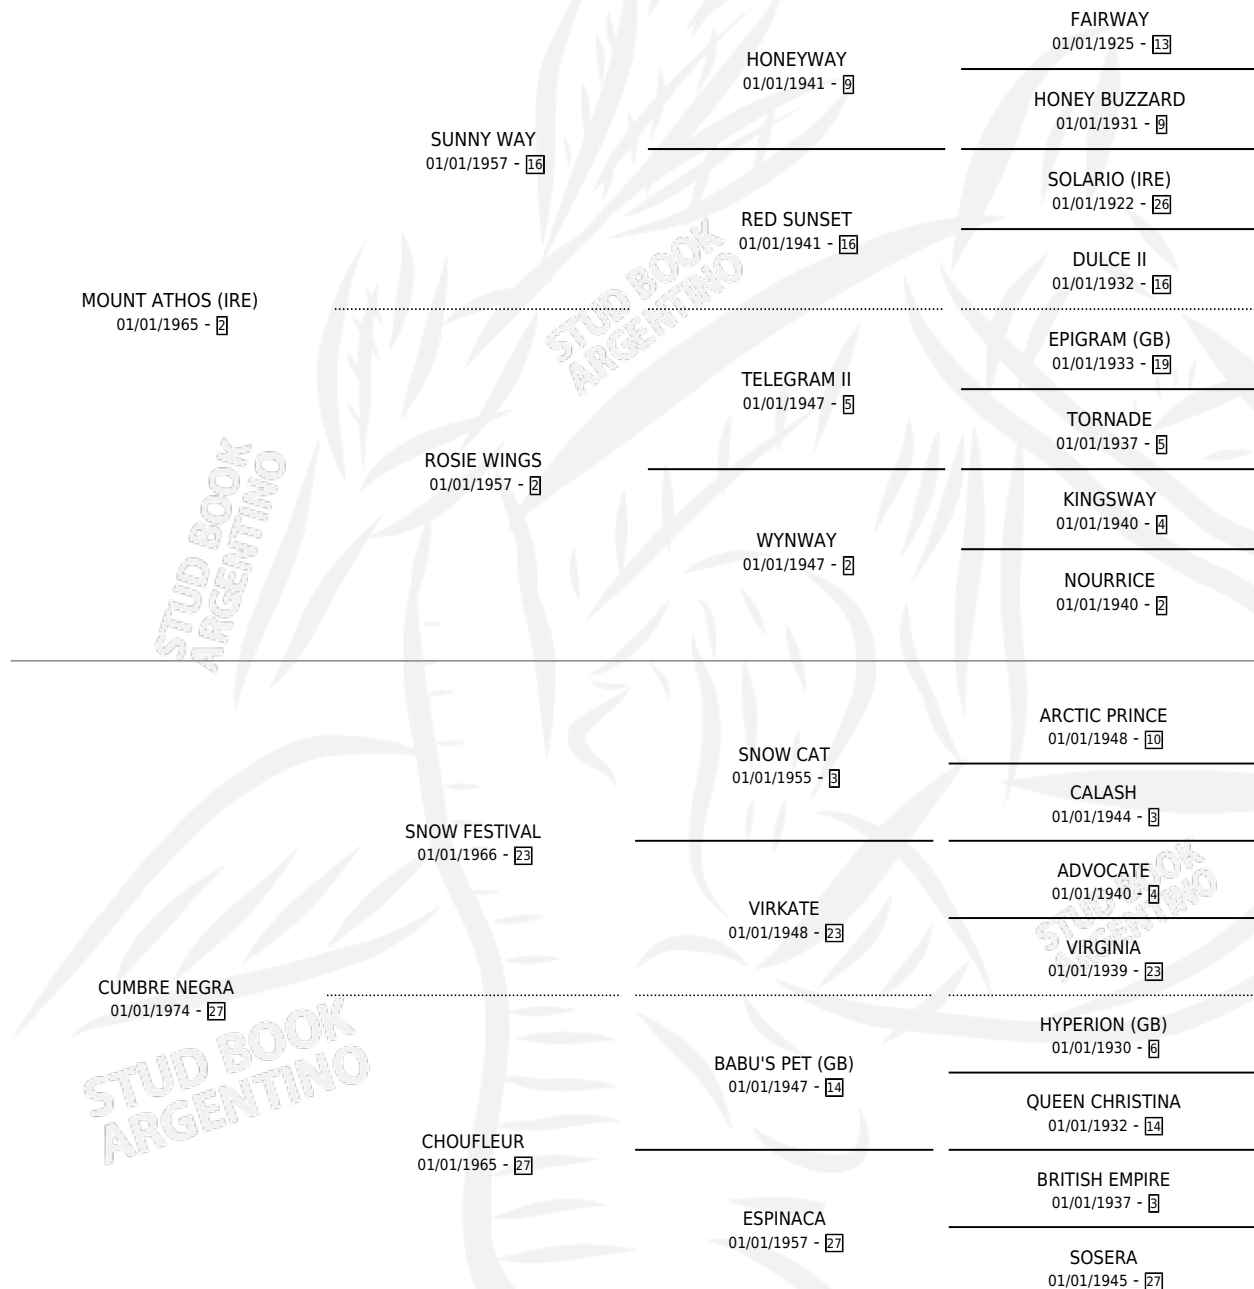 FAIRWAY
01/01/1925 - 13
HONEYWAY
01/01/1941 - 9
HONEY BUZZARD
01/01/1931 - 9
SUNNY WAY
01/01/1957 - 16
SOLARIO (IRE)
01/01/1922 - 26
RED SUNSET
01/01/1941 - 16
DULCE II
01/01/1932 - 16
MOUNT ATHOS (IRE)
01/01/1965 - 2
EPIGRAM (GB)
01/01/1933 - 19
TELEGRAM II
01/01/1947 - 5
TORNADE
01/01/1937 - 5
ROSIE WINGS
01/01/1957 - 2
KINGSWAY
01/01/1940 - 4
WYNWAY
01/01/1947 - 2
NOURRICE
01/01/1940 - 2
ARCTIC PRINCE
01/01/1948 - 10
SNOW CAT
01/01/1955 - 3
CALASH
01/01/1944 - 3
SNOW FESTIVAL
01/01/1966 - 23
ADVOCATE
01/01/1940 - 4
VIRKATE
01/01/1948 - 23
VIRGINIA
01/01/1939 - 23
CUMBRE NEGRA
01/01/1974 - 27
HYPERION (GB)
01/01/1930 - 6
BABU'S PET (GB)
01/01/1947 - 14
QUEEN CHRISTINA
01/01/1932 - 14
CHOUFLEUR
01/01/1965 - 27
BRITISH EMPIRE
01/01/1937 - 3
ESPINACA
01/01/1957 - 27
SOSERA
01/01/1945 - 27
STUD BOOK
ARGENTINO
STUD BOOK
ARGENTINO
STUD BOOK
ARGENTINO
STUD BOOK
ARGENTINO